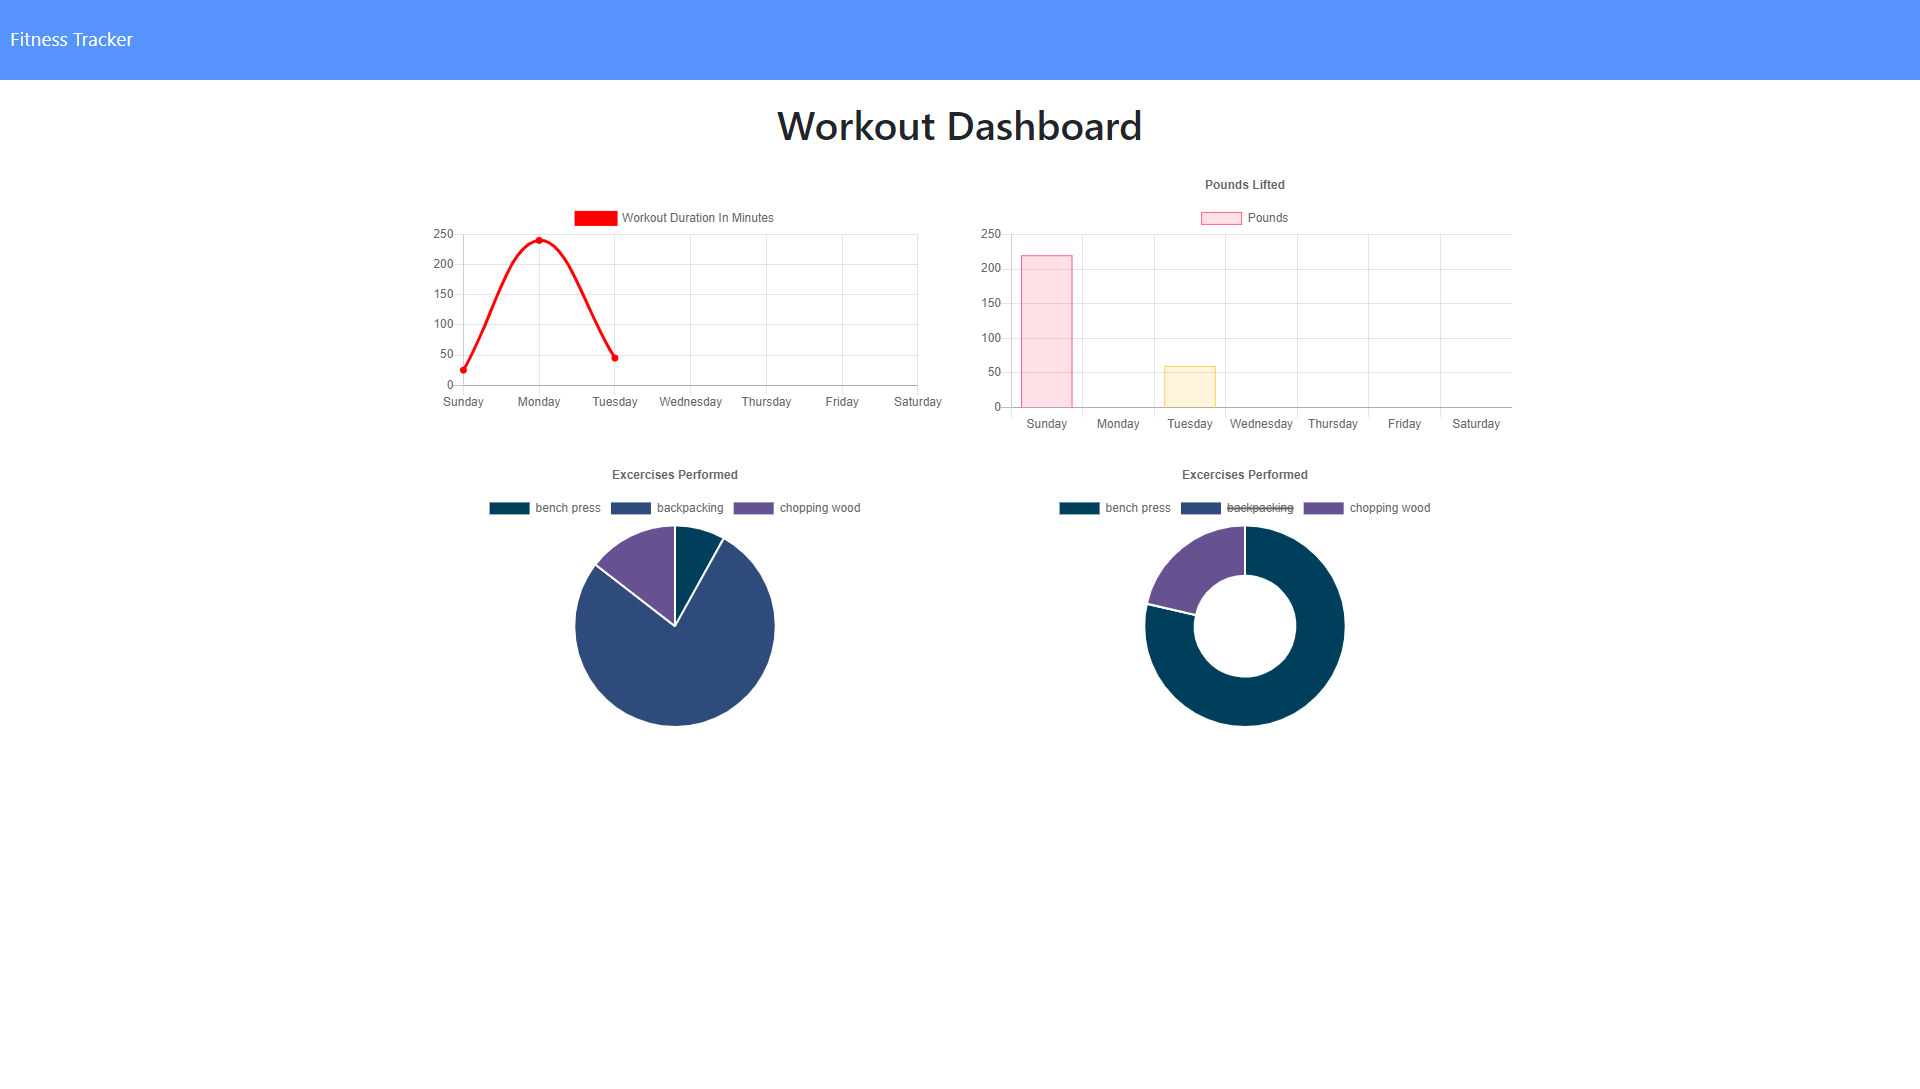 Fitness Tracker
Workout Dashboard
Workout Duration In Minutes
250
200
150
100
50
0
Sunday Monday Tuesday Wednesday Thursday Friday Saturday
Pounds Lifted
Pounds
250
200
150
100
50
0
Sunday Monday Tuesday Wednesday Thursday Friday Saturday
Excercises Performed
bench press backpacking chopping wood
Excercises Performed
bench press backpacking chopping wood